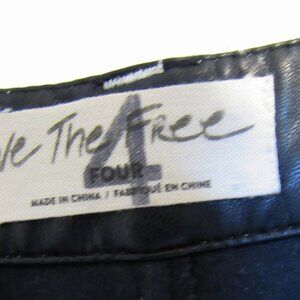 ve The Free
4
FOUR
MADE IN CHINA / FABRIQUÉ EN CHINE